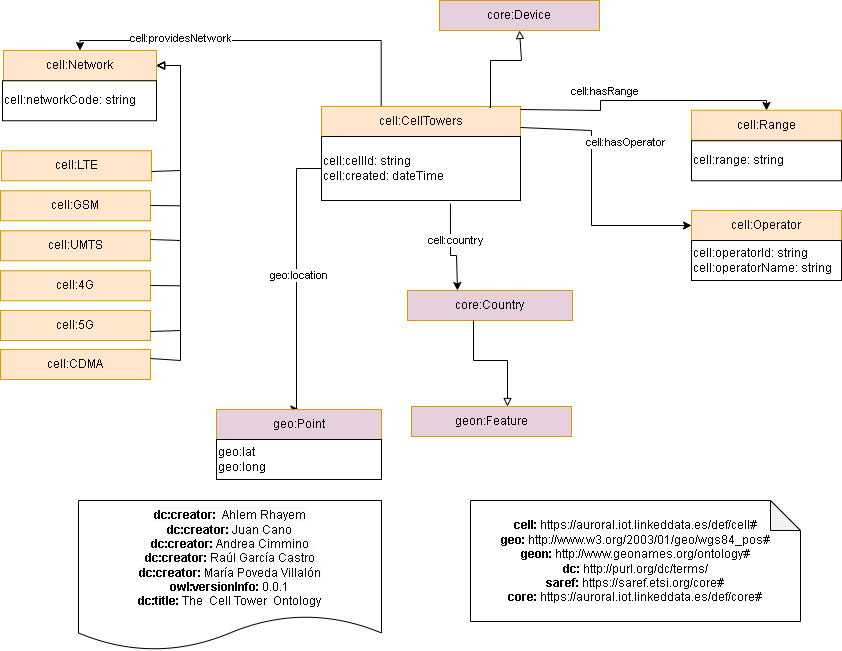 core:Device
cell:providesNetwork
cell:Network
cell:networkCode: string
cell:hasRange
cell:CellTowers
cell:cellId: string
cell:created: dateTime
cell:Range
cell:range: string
cell:hasOperator
cell:LTE
cell:GSM
cell:UMTS
cell:4G
cell:5G
cell:CDMA
cell:Operator
cell:operatorId: string
cell:operatorName: string
cell:country
geo:location
core:Country
geo:Point
geo:lat
geo:long
geon:Feature
dc:creator: Ahlem Rhayem
dc:creator: Juan Cano
dc:creator: Andrea Cimmino
dc:creator: Raúl García Castro
dc:creator: María Poveda Villalón
owl:versionInfo: 0.0.1
dc:title: The Cell Tower Ontology
cell: https://auroral.iot.linkeddata.es/def/cell#
geo: http://www.w3.org/2003/01/geo/wgs84_pos#
geon: http://www.geonames.org/ontology#
dc: http://purl.org/dc/terms/
saref: https://saref.etsi.org/core#
core: https://auroral.iot.linkeddata.es/def/core#